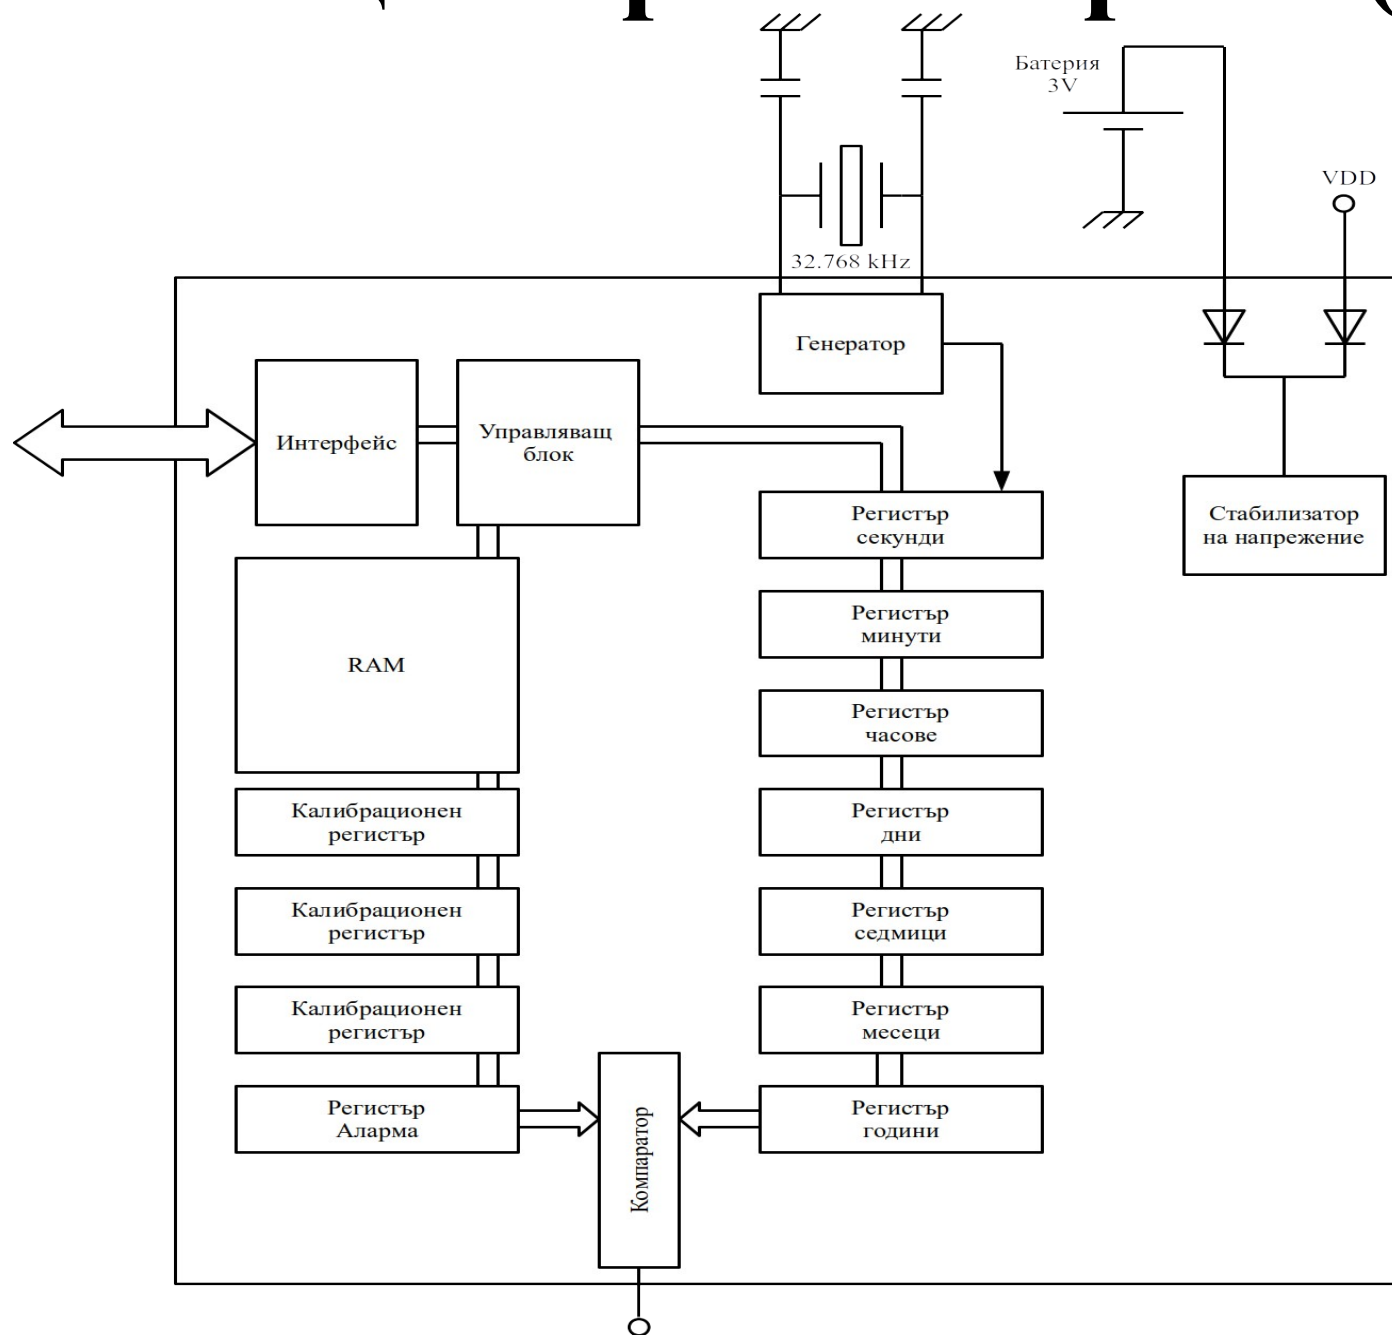 Батерия
3V
VDD
32.768 kHz
Генератор
Интерфейс
Управляващ
блок
Регистър
секунди
Стабилизатор
на напрежение
Регистър
минути
RAM
Регистър
часове
Калибрационен
регистър
Регистър
дни
Калибрационен
регистър
Регистър
седмици
Калибрационен
регистър
Регистър
месеци
Регистър
Аларма
Компаратор
Регистър
години